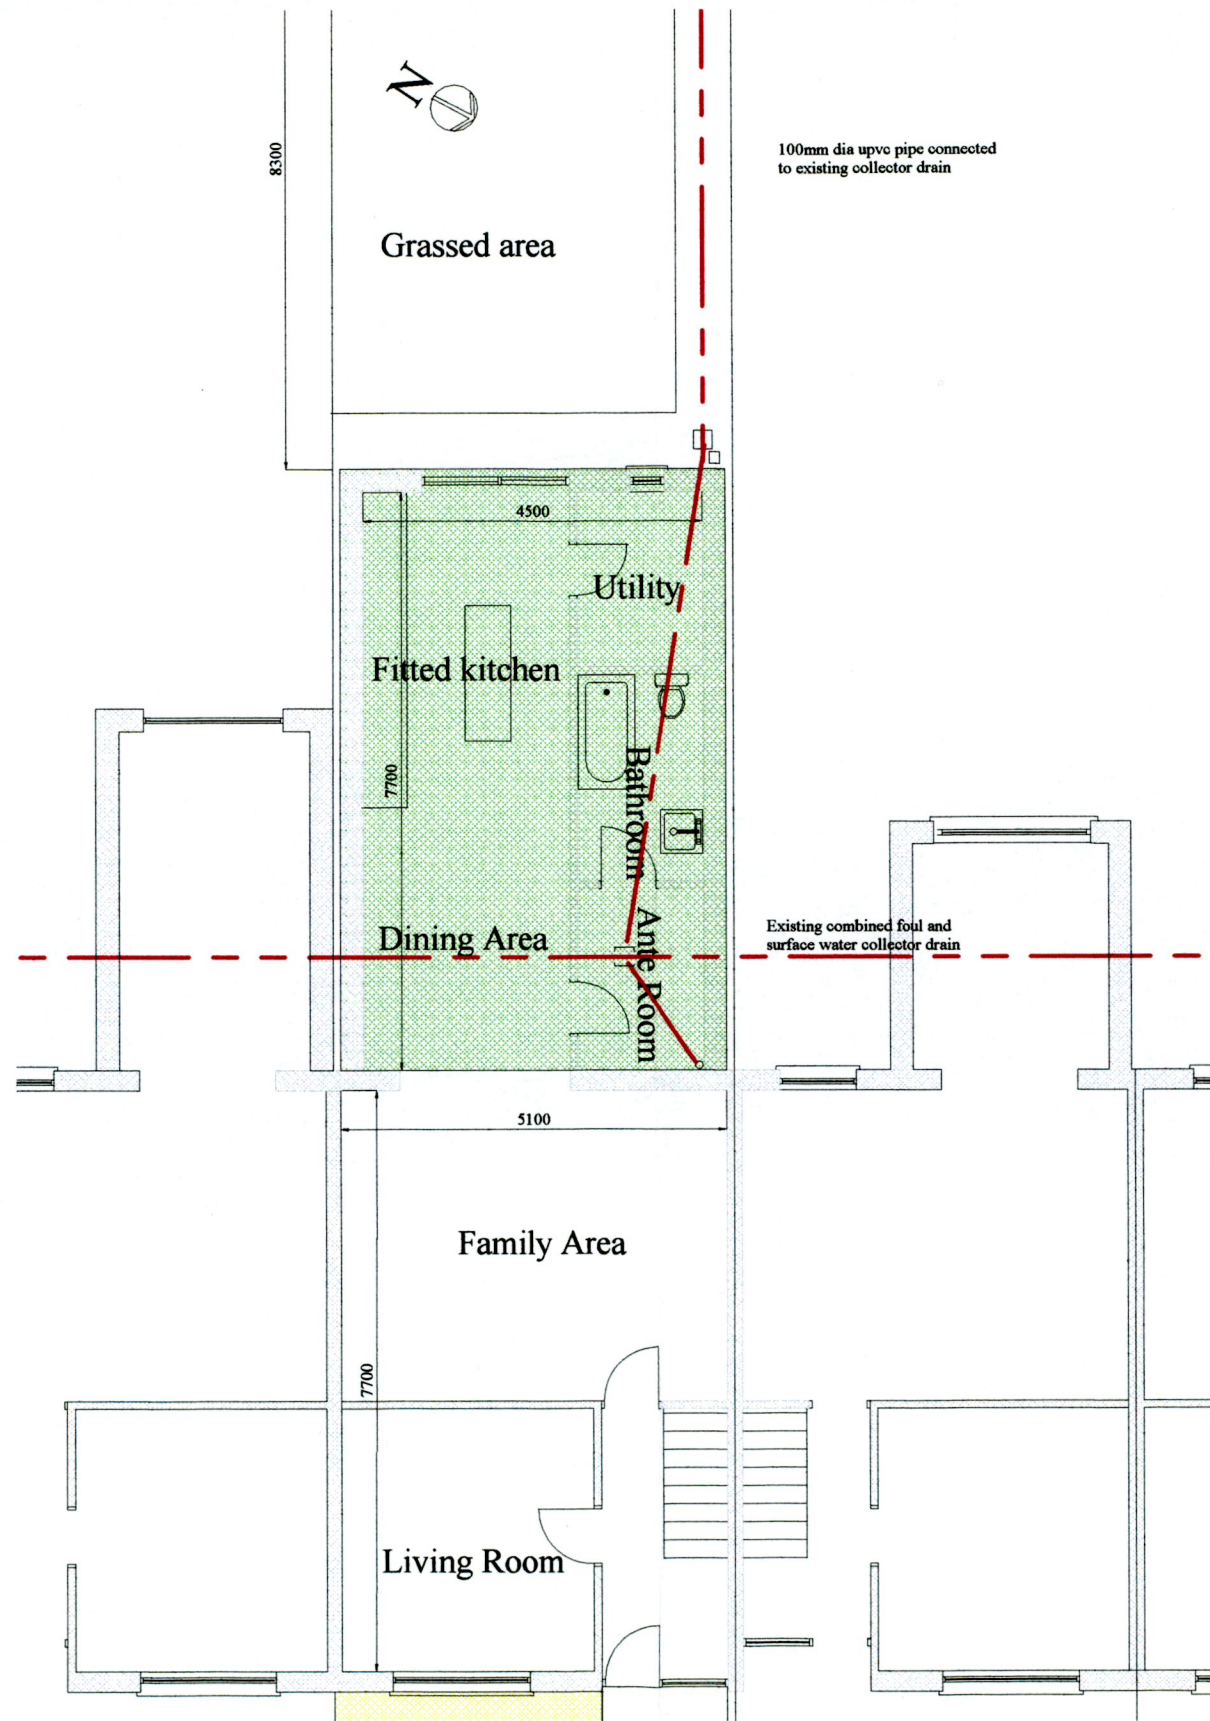 N
8300
100mm dia upvc pipe connected
to existing collector drain
Grassed area
4500
Utility
Fitted kitchen
7700
Bathroom
Dining Area
Ante Room
Existing combined foul and
surface water collector drain
5100
Family Area
7700
Living Room